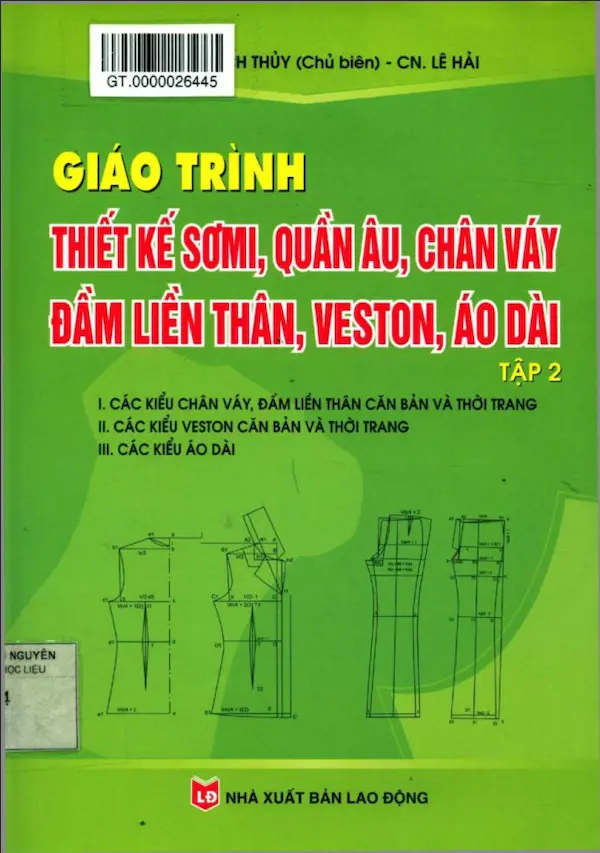 CH THỦY (Chủ biên) - CN. LÊ HẢI
GT.0000026445
GIÁO TRÌNH
THIẾT KẾ SƠMI, QUẦN ÂU, CHÂN VÁY
ĐẦM LIỀN THÂN, VESTON, ÁO DÀI
TẬP 2
I. CÁC KIỂU CHÂN VÁY, ĐẦM LIỀN THÂN CĂN BẢN VÀ THỜI TRANG
II. CÁC KIỂU VESTON CĂN BẢN VÀ THỜI TRANG
III. CÁC KIỂU ÁO DÀI
NGUYÊN
HỌC LIỆU
LĐ NHÀ XUẤT BẢN LAO ĐỘNG